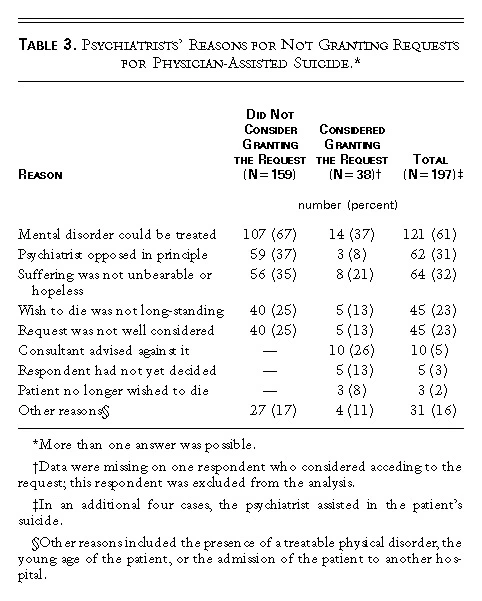 TABLE 3. PSYCHIATRISTS' REASONS FOR NOT GRANTING REQUESTS
FOR PHYSICIAN-ASSISTED SUICIDE.*
REASON DID NOT CONSIDER GRANTING THE REQUEST (N=159) CONSIDERED GRANTING THE REQUEST (N=38)† TOTAL (N=197)‡
number (percent)
Mental disorder could be treated 107 (67) 14 (37) 121 (61)
Psychiatrist opposed in principle 59 (37) 3 (8) 62 (31)
Suffering was not unbearable or 56 (35) 8 (21) 64 (32)
hopeless
Wish to die was not long-standing 40 (25) 5 (13) 45 (23)
Request was not well considered 40 (25) 5 (13) 45 (23)
Consultant advised against it — 10 (26) 10 (5)
Respondent had not yet decided — 5 (13) 5 (3)
Patient no longer wished to die — 3 (8) 3 (2)
Other reasons§ 27 (17) 4 (11) 31 (16)
*More than one answer was possible.
†Data were missing on one respondent who considered acceding to the
request; this respondent was excluded from the analysis.
‡In an additional four cases, the psychiatrist assisted in the patient's
suicide.
§Other reasons included the presence of a treatable physical disorder, the
young age of the patient, or the admission of the patient to another hos-
pital.